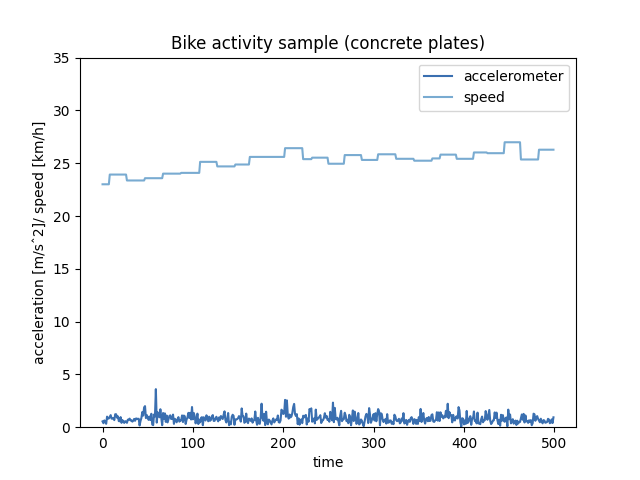 Bike activity sample (concrete plates)
35
30
25
20
15
10
5
0
acceleration [m/sˆ2]/ speed [km/h]
accelerometer
speed
0
100
200
300
400
500
time